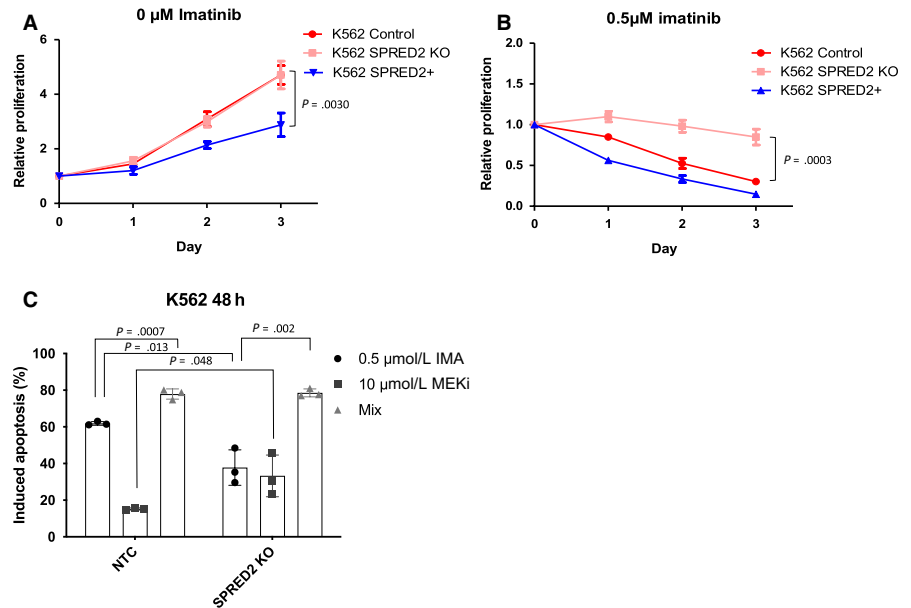 A
0 µM Imatinib
6
4
2
0
Relative proliferation
0
1
2
3
Day
K562 Control
K562 SPRED2 KO
K562 SPRED2+
P = .0030
B
0.5µM imatinib
2.0
1.5
1.0
0.5
0.0
Relative proliferation
0
1
2
3
Day
K562 Control
K562 SPRED2 KO
K562 SPRED2+
P = .0003
C
K562 48 h
P = .0007
P = .013
P = .048
P = .002
100
80
60
40
20
0
Induced apoptosis (%)
NTC
SPRED2 KO
0.5 µmol/L IMA
10 µmol/L MEKi
Mix